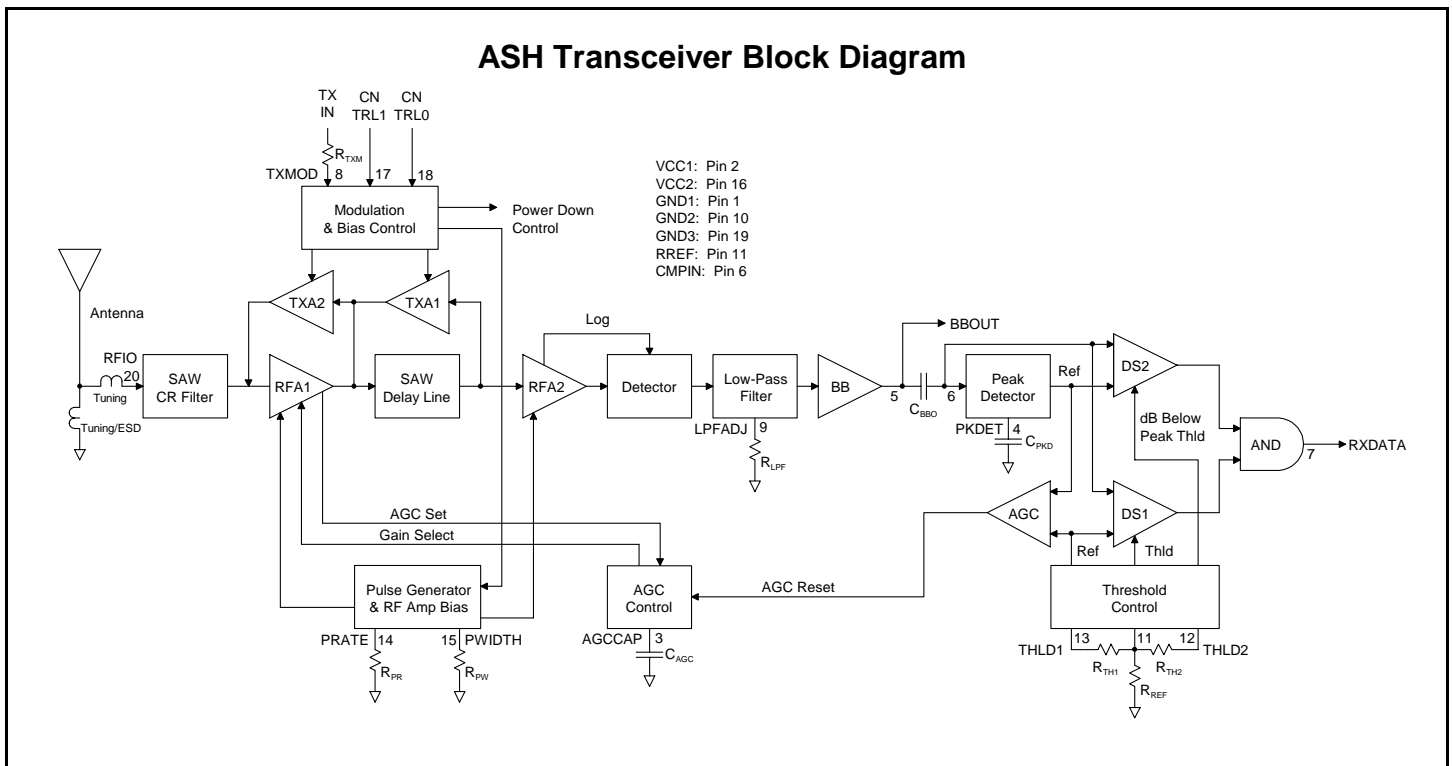 ASH Transceiver Block Diagram
TX
IN
CN
TRL1
CN
TRL0
RTXM
TXMOD
8
17
18
Modulation
& Bias Control
Power Down
Control
VCC1: Pin 2
VCC2: Pin 16
GND1: Pin 1
GND2: Pin 10
GND3: Pin 19
RREF: Pin 11
CMPIN: Pin 6
Antenna
TXA2
TXA1
Log
BBOUT
RFIO
20
Tuning
Tuning/ESD
SAW
CR Filter
RFA1
SAW
Delay Line
RFA2
Detector
Low-Pass
Filter
BB
5
CBBO
6
Peak
Detector
Ref
DS2
LPFADJ
9
RLPF
PKDET
4
CPKD
dB Below
Peak Thld
AND
7
RXDATA
AGC Set
Gain Select
AGC
DS1
Ref
Thld
Pulse Generator
& RF Amp Bias
AGC
Control
AGC Reset
Threshold
Control
PRATE
14
15
PWIDTH
RPR
RPW
AGCCAP
3
CAGC
THLD1
13
11
12
THLD2
RTH1
RTH2
RREF